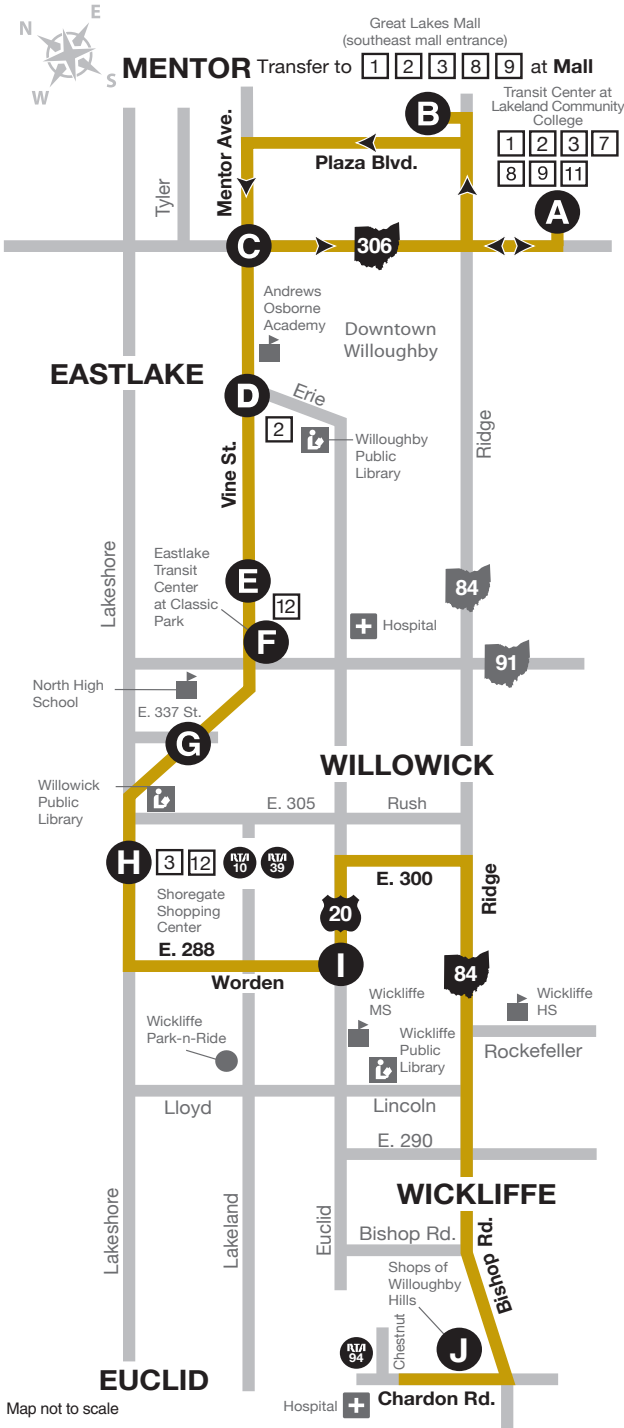 N
E
W
S
Great Lakes Mall
(southeast mall entrance)
MENTOR Transfer to 1 2 3 8 9 at Mall
Transit Center at
Lakeland Community
College
1 2 3 7
8 9 11
B
A
Plaza Blvd.
Mentor Ave.
Tyler
C
306
Andrews
Osborne
Academy
Downtown
Willoughby
EASTLAKE
D
Erie
2
Willoughby
Public
Library
Ridge
Vine St.
Lakeshore
Eastlake
Transit
Center
at Classic
Park
E
12
F
84
Hospital
91
North High
School
E. 337 St.
G
WILLOWICK
Willowick
Public
Library
E. 305
Rush
H
3 12
RTA
10
RTA
39
E. 300
Ridge
Shoregate
Shopping
Center
20
E. 288
I
Worden
84
Wickliffe
MS
Wickliffe
HS
Wickliffe
Park-n-Ride
Wickliffe
Public
Library
Rockefeller
Lloyd
Lincoln
E. 290
WICKLIFFE
Lakeshore
Lakeland
Euclid
Bishop Rd.
Bishop Rd.
Shops of
Willoughby
Hills
J
RTA
94
Chestnut
EUCLID
Chardon Rd.
Hospital
Map not to scale